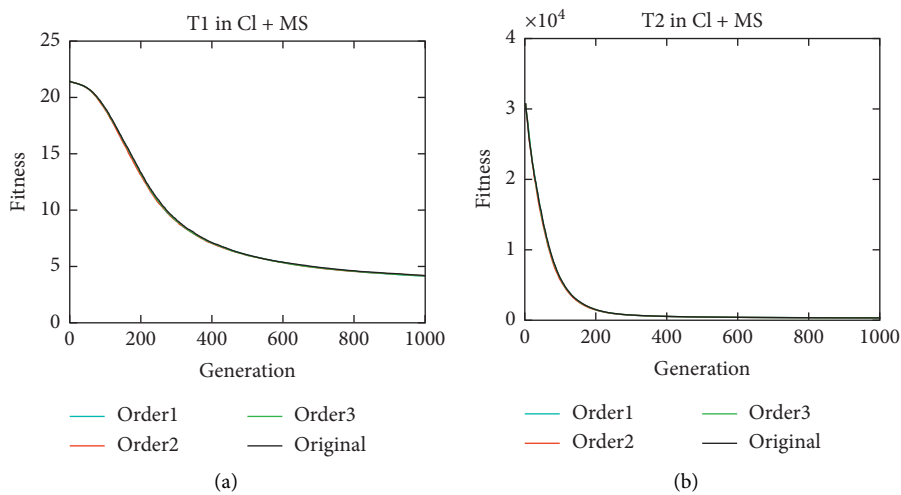 T1 in Cl + MS
25
20
15
10
5
0
Fitness
0 200 400 600 800 1000
Generation
Order1 Order3
Order2 Original
(a)
T2 in Cl + MS
×10⁴
4
3
2
1
0
Fitness
0 200 400 600 800 1000
Generation
Order1 Order3
Order2 Original
(b)